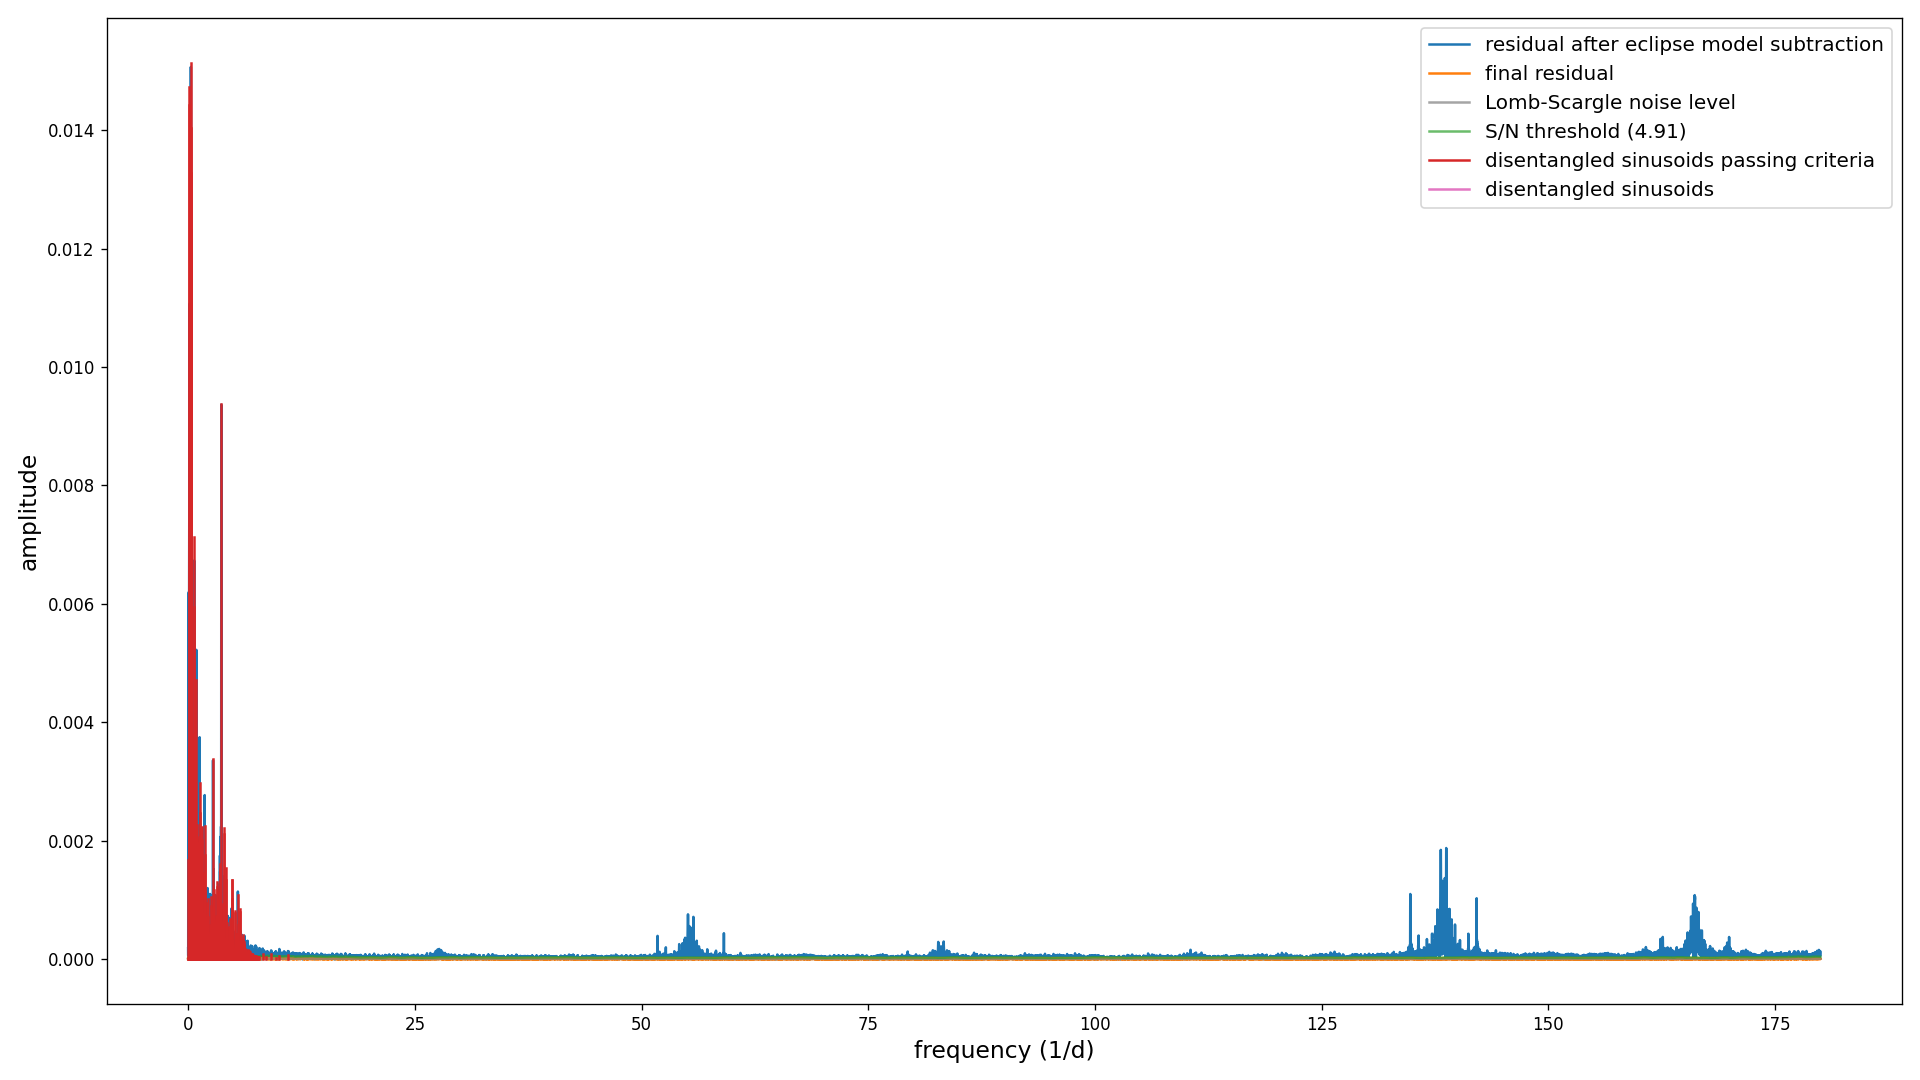 residual after eclipse model subtraction
final residual
Lomb-Scargle noise level
S/N threshold (4.91)
disentangled sinusoids passing criteria
disentangled sinusoids
0.014
0.012
0.010
0.008
0.006
0.004
0.002
0.000
amplitude
0 25 50 75 100 125 150 175
frequency (1/d)